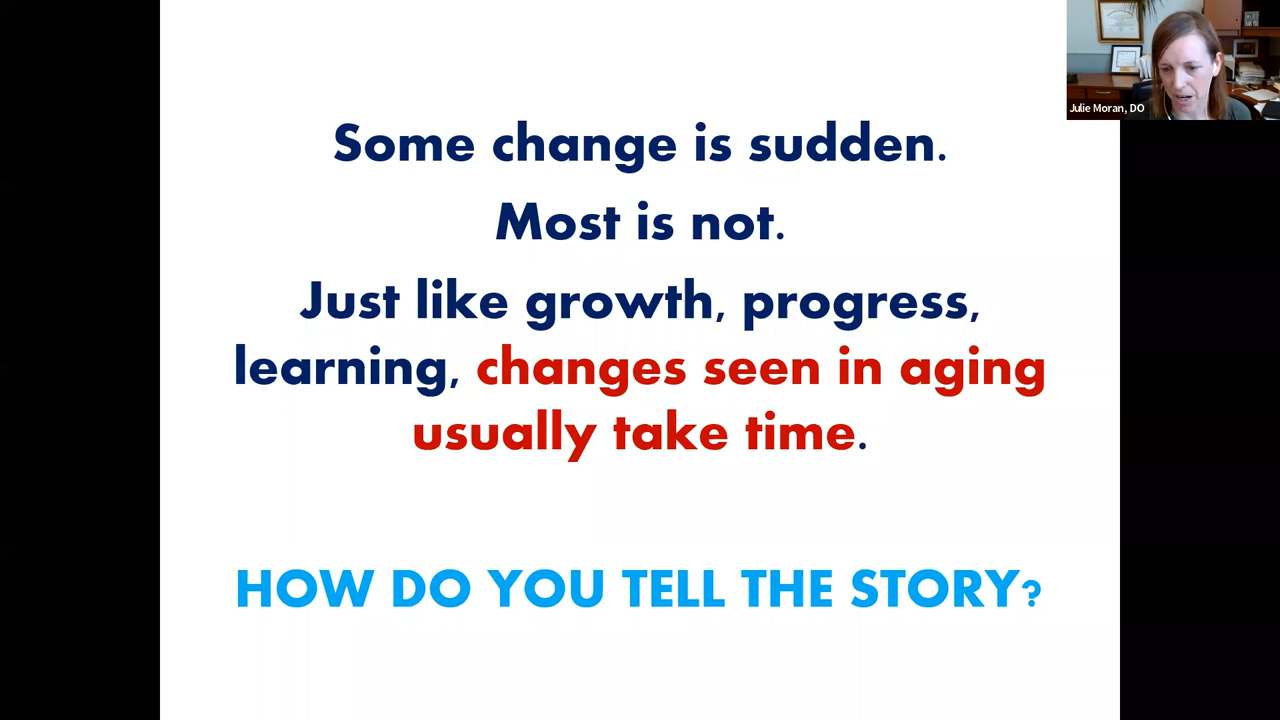 Some change is sudden.
Most is not.
Just like growth, progress,
learning, changes seen in aging
usually take time.
HOW DO YOU TELL THE STORY?
Julie Moran, DO